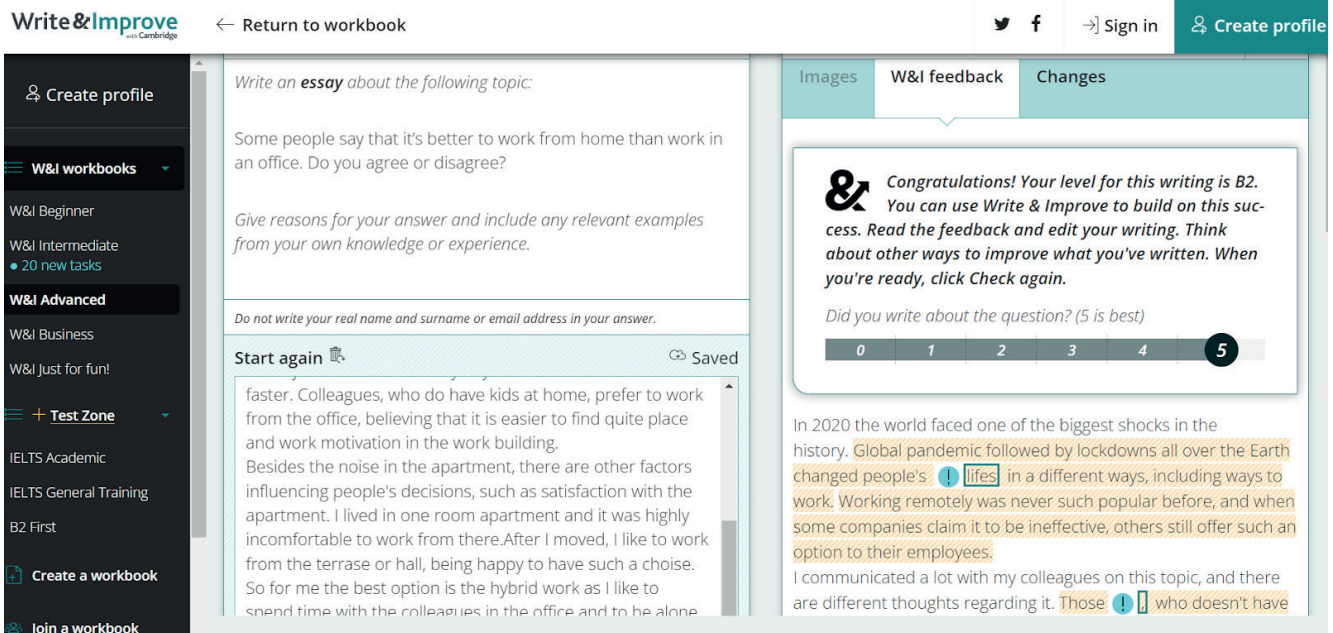 Write&Improve
with Cambridge
← Return to workbook
Sign in
Create profile
Create profile
W&I workbooks
W&I Beginner
W&I Intermediate
• 20 new tasks
W&I Advanced
W&I Business
W&I Just for fun!
+ Test Zone
IELTS Academic
IELTS General Training
B2 First
Create a workbook
Join a workbook
Write an essay about the following topic:
Some people say that it's better to work from home than work in
an office. Do you agree or disagree?
Give reasons for your answer and include any relevant examples
from your own knowledge or experience.
Do not write your real name and surname or email address in your answer.
Start again
Saved
faster. Colleagues, who do have kids at home, prefer to work
from the office, believing that it is easier to find quite place
and work motivation in the work building.
Besides the noise in the apartment, there are other factors
influencing people's decisions, such as satisfaction with the
apartment. I lived in one room apartment and it was highly
incomfortable to work from there.After I moved, I like to work
from the terrase or hall, being happy to have such a choise.
So for me the best option is the hybrid work as I like to
spend time with the colleagues in the office and to be alone
Images
W&I feedback
Changes
& Congratulations! Your level for this writing is B2.
You can use Write & Improve to build on this suc-
cess. Read the feedback and edit your writing. Think
about other ways to improve what you've written. When
you're ready, click Check again.
Did you write about the question? (5 is best)
0 1 2 3 4 5
In 2020 the world faced one of the biggest shocks in the
history. Global pandemic followed by lockdowns all over the Earth
changed people's ! lifes in a different ways, including ways to
work. Working remotely was never such popular before, and when
some companies claim it to be ineffective, others still offer such an
option to their employees.
I communicated a lot with my colleagues on this topic, and there
are different thoughts regarding it. Those ! , who doesn't have